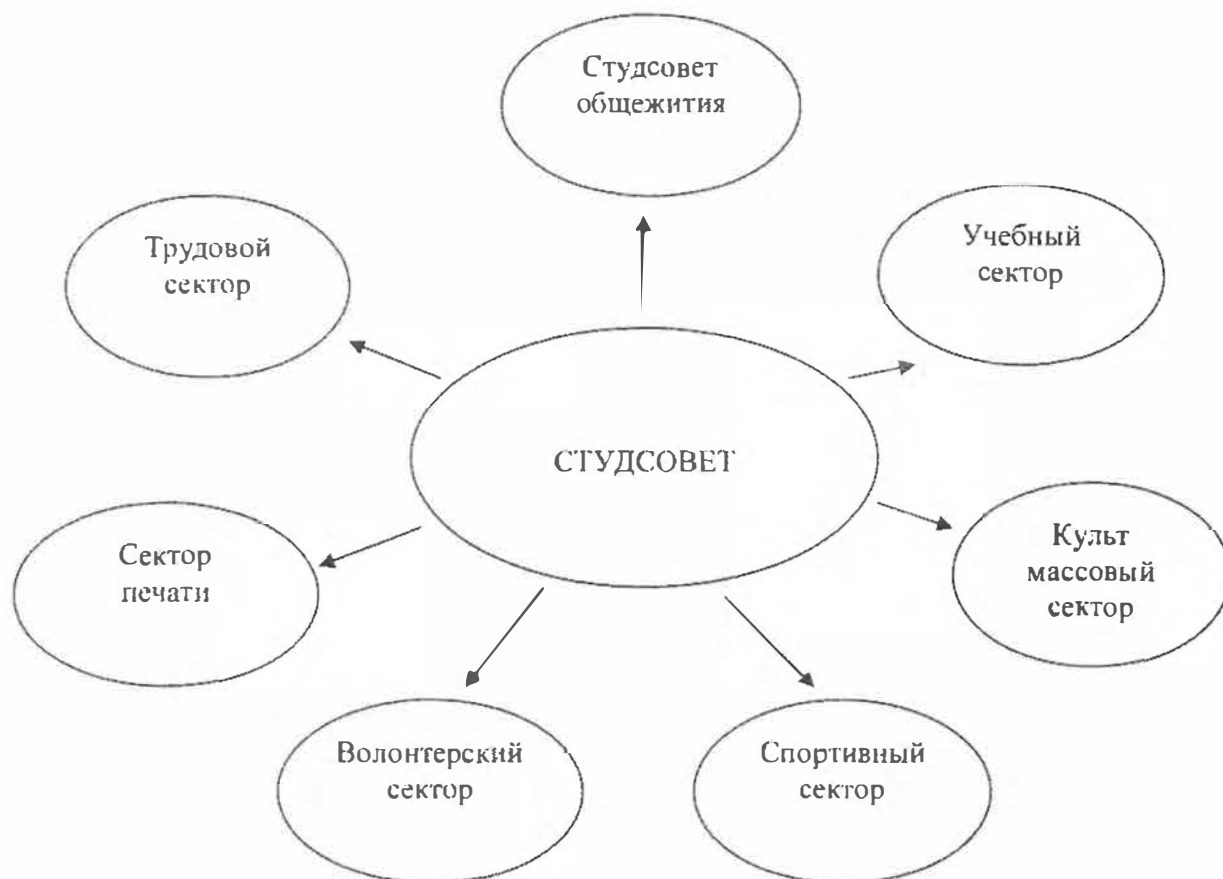 Студсовет
общежития
Трудовой
сектор
Учебный
сектор
СТУДСОВЕТ
Сектор
печати
Культ
массовый
сектор
Волонтерский
сектор
Спортивный
сектор